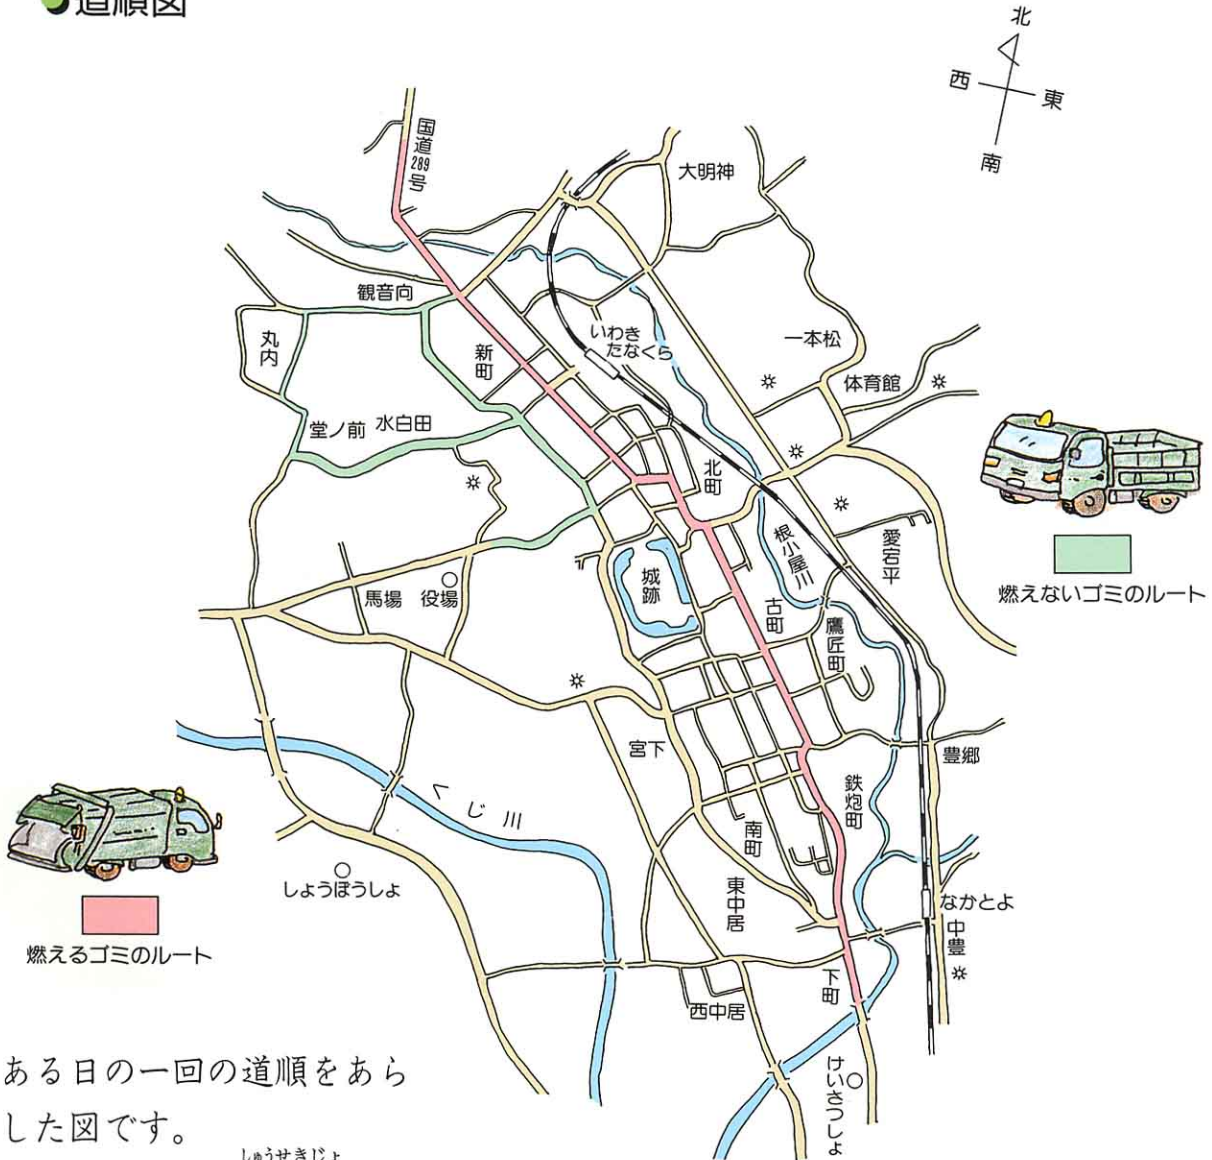 道順図
北
西
東
南
国道289号
大明神
観音向
丸内
新町
いわき
たなくら
一本松
体育館
堂ノ前
水白田
北町
根小屋川
愛宕平
燃えないゴミのルート
城跡
馬場
役場
古町
鷹匠町
宮下
豊郷
くじ川
鉄炮町
南町
しょうぼうしょ
東中居
なかとよ
中豊
燃えるゴミのルート
下町
西中居
けいさつしょ
ある日の一回の道順をあら
した図です。
しゅうせきじょ